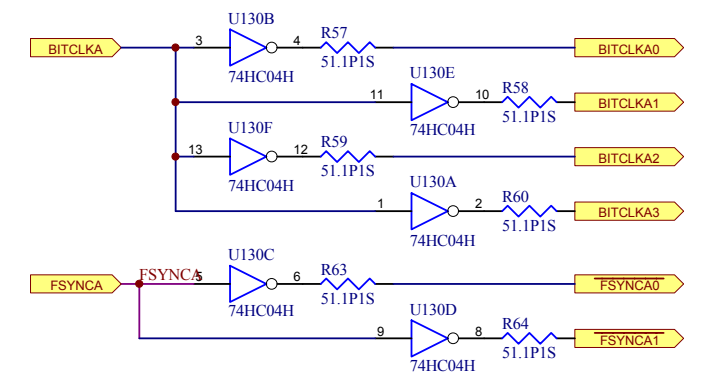 U130B
BITCLKA
3
4
R57
51.1P1S
BITCLKA0
74HC04H
U130E
11
10
R58
51.1P1S
BITCLKA1
74HC04H
U130F
13
12
R59
51.1P1S
BITCLKA2
74HC04H
U130A
1
2
R60
51.1P1S
BITCLKA3
74HC04H
U130C
FSYNCA
FSYNCA
5
6
R63
51.1P1S
FSYNCA0
74HC04H
U130D
9
8
R64
51.1P1S
FSYNCA1
74HC04H